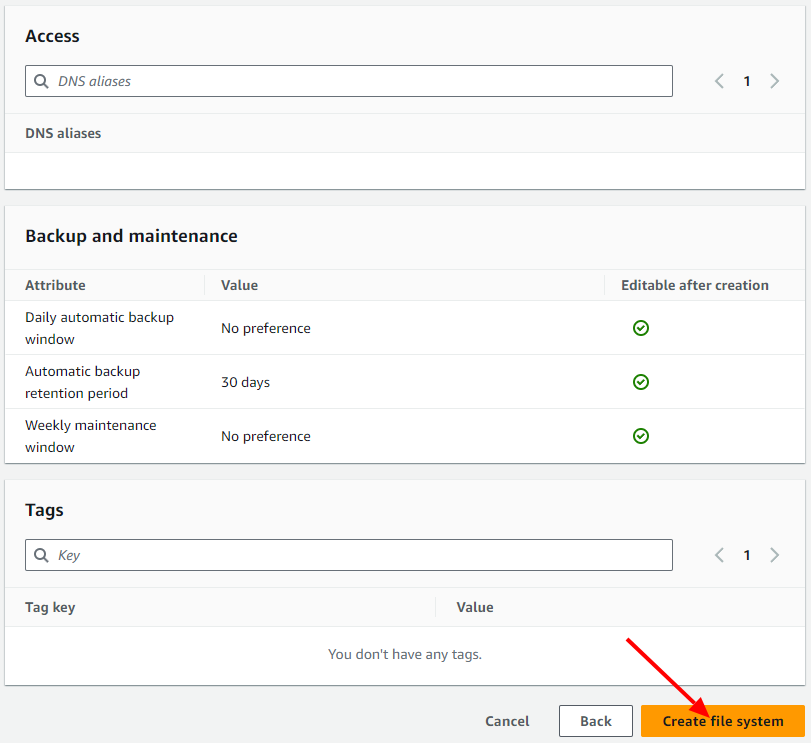 Access
DNS aliases
1
DNS aliases
Backup and maintenance
Attribute Value Editable after creation
Daily automatic backup
window
No preference
Automatic backup
retention period
30 days
Weekly maintenance
window
No preference
Tags
Key
1
Tag key Value
You don't have any tags.
Cancel Back Create file system